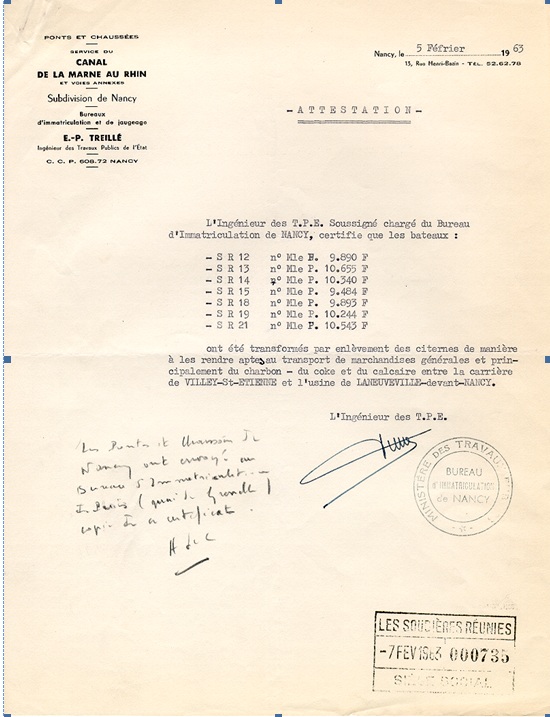 PONTS ET CHAUSSÉES
SERVICE DU
CANAL
DE LA MARNE AU RHIN
ET VOIES ANNEXES
Subdivision de Nancy
Bureaux
d'immatriculation et de jaugeage
E.-P. TREILLÉ
Ingénieur des Travaux Publics de l'État
C. C. P. 608.72 NANCY
Nancy, le 5 Février 1963
15, Rue Henri-Bazin - TÉL. 52.62.78
-ATTESTATION-
L'Ingénieur des T.P.E. Soussigné chargé du Bureau
d'Immatriculation de NANCY, certifie que les bateaux :
- S R 12 n° Mle P. 9.890 F
- S R 13 n° Mle P. 10.655 F
- S R 14 n° Mle P. 10.340 F
- S R 15 n° Mle P. 9.484 F
- S R 18 n° Mle P. 9.893 F
- S R 19 n° Mle P. 10.244 F
- S R 21 n° Mle P. 10.543 F
ont été transformés par enlèvement des citernes de manière
à les rendre aptes au transport de marchandises générales et prin-
cipalement du charbon - du coke et du calcaire entre la carrière
de VILLEY-St-ETIENNE et l'usine de LANEUVEVILLE-devant-NANCY.
L'Ingénieur des T.P.E.
Les Ponts et Chaussées de
Nancy ont envoyé au
Bureau d'Immatriculation
de Paris (quai de Grenelle)
copie de ce certificat.
MINISTÈRE DES TRAVAUX
BUREAU
d'IMMATRICULATION
de NANCY
LES SOUDIÈRES RÉUNIES
-7 FEV 1963 000735
SIÈGE SOCIAL